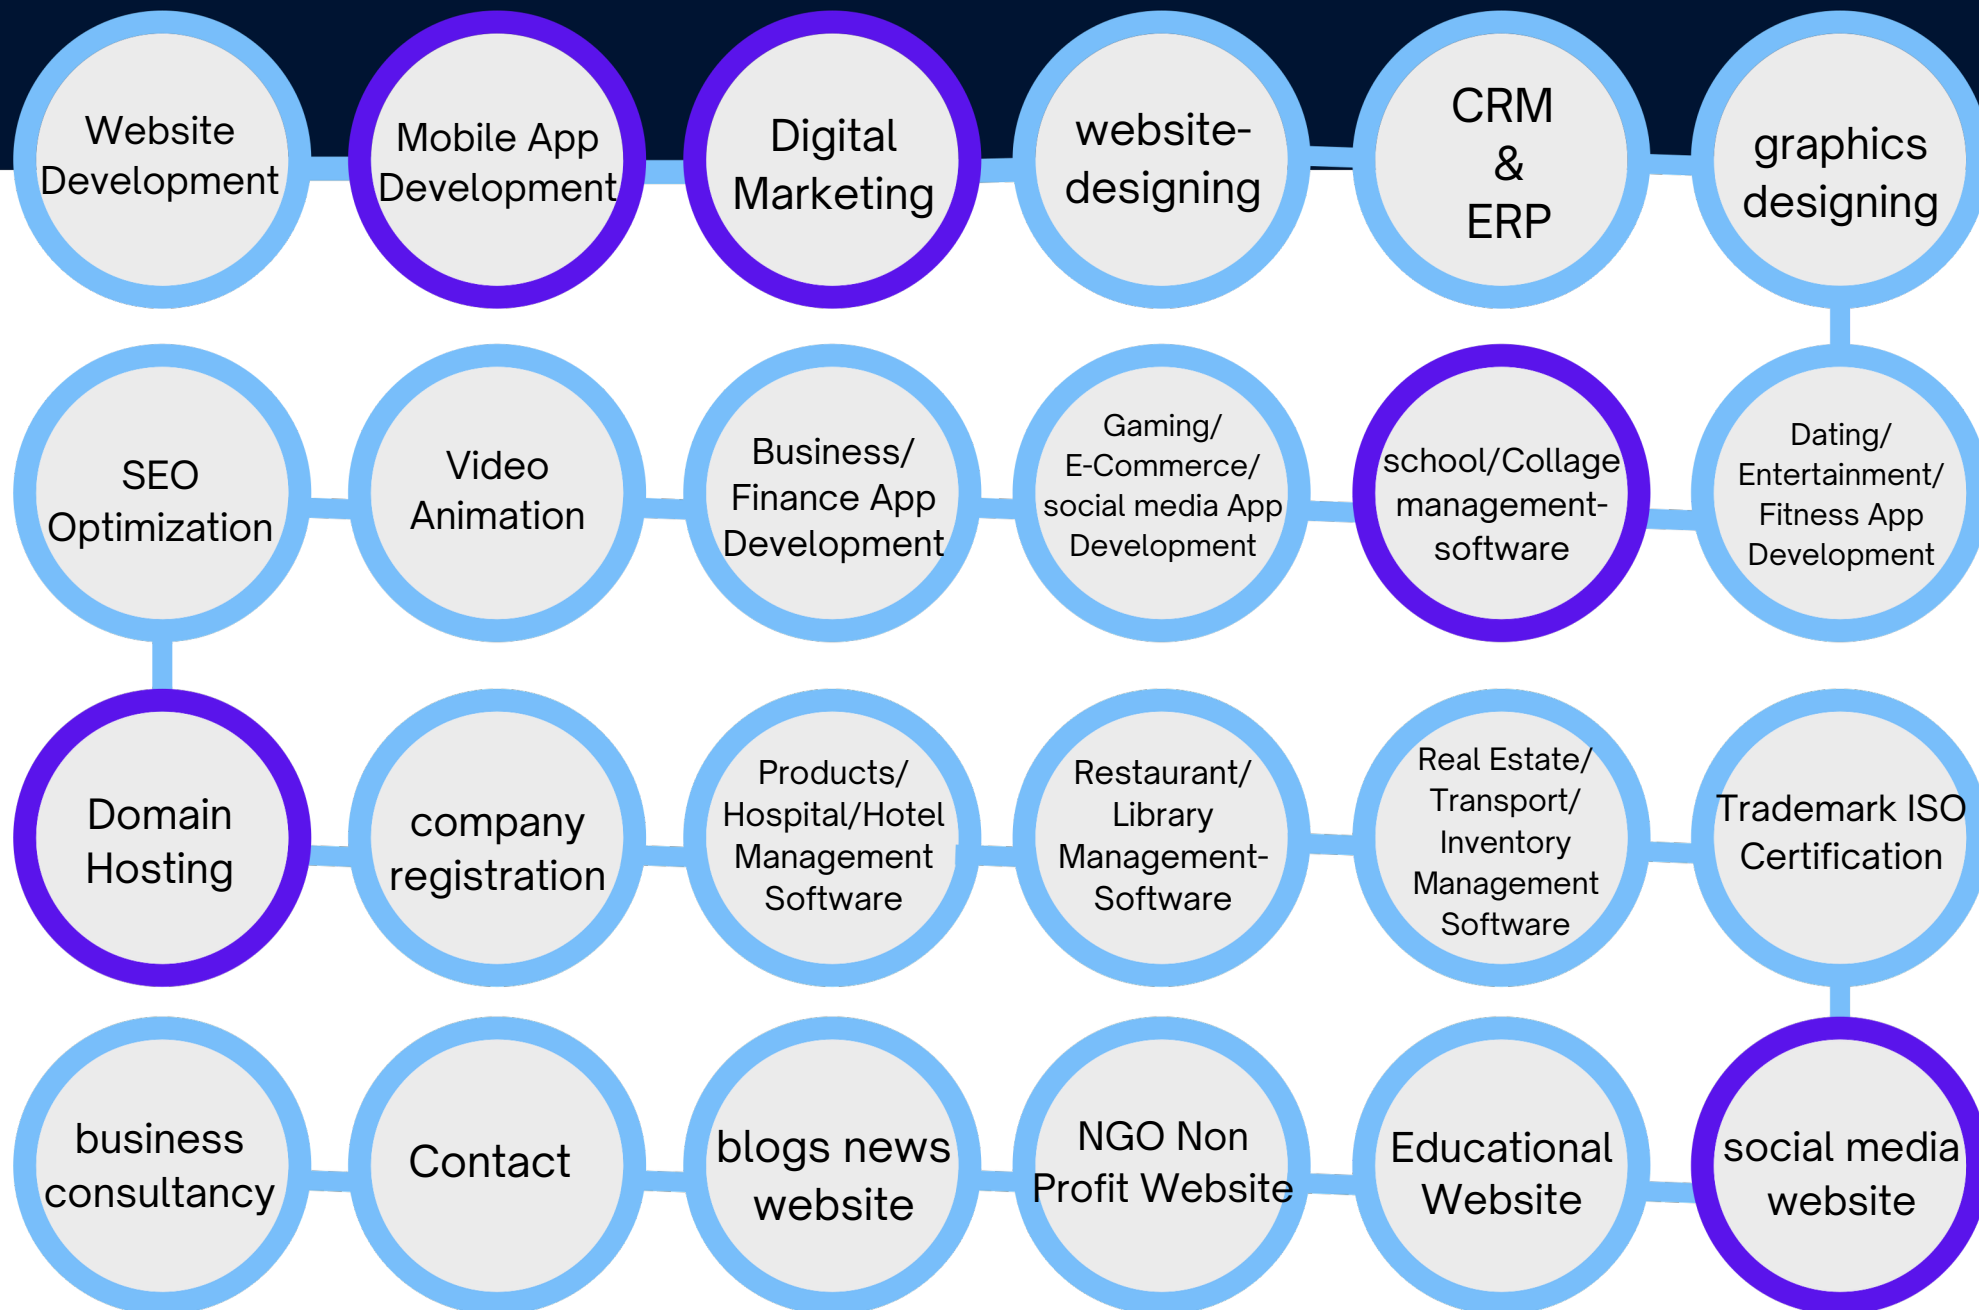 Website
Development
Mobile App
Development
Digital
Marketing
website-
designing
CRM
&
ERP
graphics
designing
SEO
Optimization
Video
Animation
Business/
Finance App
Development
Gaming/
E-Commerce/
social media App
Development
school/Collage
management-
software
Dating/
Entertainment/
Fitness App
Development
Domain
Hosting
company
registration
Products/
Hospital/Hotel
Management
Software
Restaurant/
Library
Management-
Software
Real Estate/
Transport/
Inventory
Management
Software
Trademark ISO
Certification
business
consultancy
Contact
blogs news
website
NGO Non
Profit Website
Educational
Website
social media
website